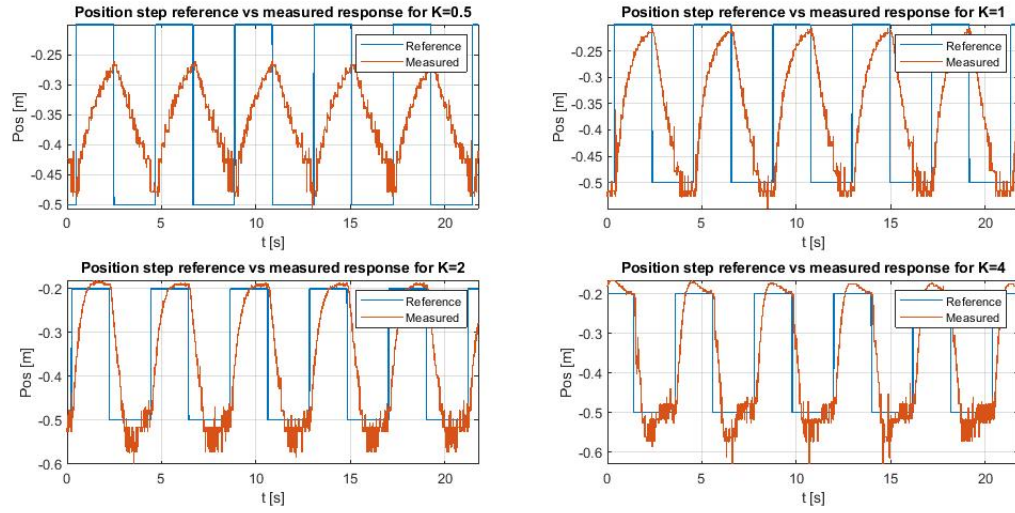 Position step reference vs measured response for K=0.5
Reference
Measured
Pos [m]
-0.25
-0.3
-0.35
-0.4
-0.45
-0.5
0 5 10 15 20
t [s]
Position step reference vs measured response for K=1
Reference
Measured
Pos [m]
-0.25
-0.3
-0.35
-0.4
-0.45
-0.5
0 5 10 15 20
t [s]
Position step reference vs measured response for K=2
Reference
Measured
Pos [m]
-0.2
-0.3
-0.4
-0.5
-0.6
0 5 10 15 20
t [s]
Position step reference vs measured response for K=4
Reference
Measured
Pos [m]
-0.2
-0.3
-0.4
-0.5
-0.6
0 5 10 15 20
t [s]